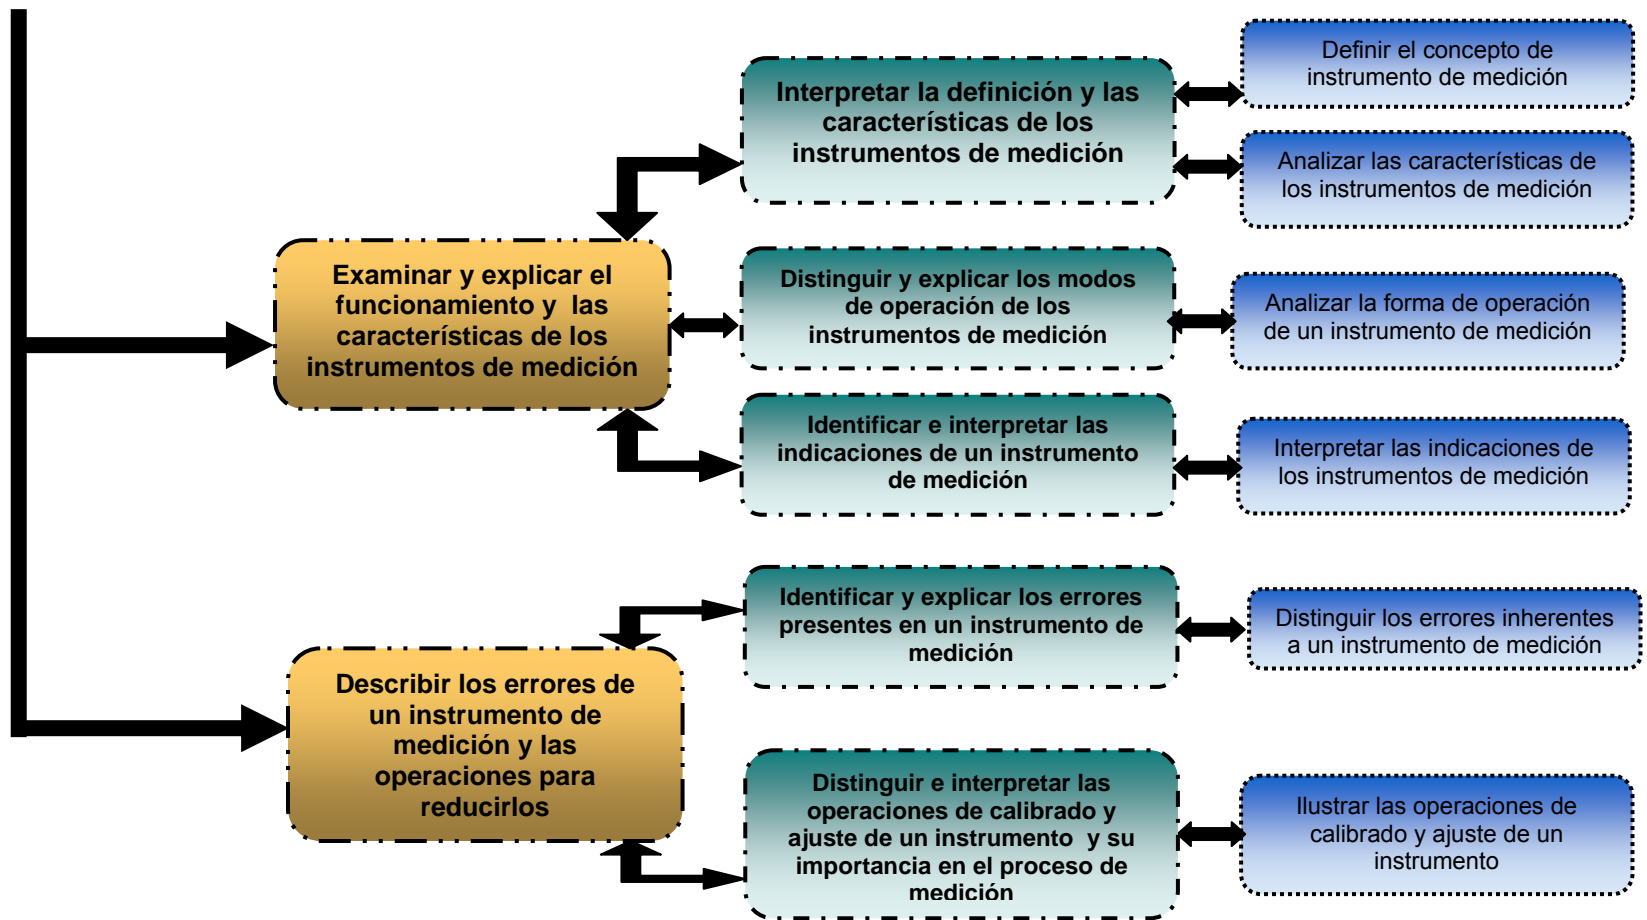 Definir el concepto de
instrumento de medición
Interpretar la definición y las
características de los
instrumentos de medición
Analizar las características de
los instrumentos de medición
Examinar y explicar el
funcionamiento y las
características de los
instrumentos de medición
Distinguir y explicar los modos
de operación de los
instrumentos de medición
Analizar la forma de operación
de un instrumento de medición
Identificar e interpretar las
indicaciones de un instrumento
de medición
Interpretar las indicaciones de
los instrumentos de medición
Identificar y explicar los errores
presentes en un instrumento de
medición
Distinguir los errores inherentes
a un instrumento de medición
Describir los errores de
un instrumento de
medición y las
operaciones para
reducirlos
Distinguir e interpretar las
operaciones de calibrado y
ajuste de un instrumento y su
importancia en el proceso de
medición
Ilustrar las operaciones de
calibrado y ajuste de un
instrumento